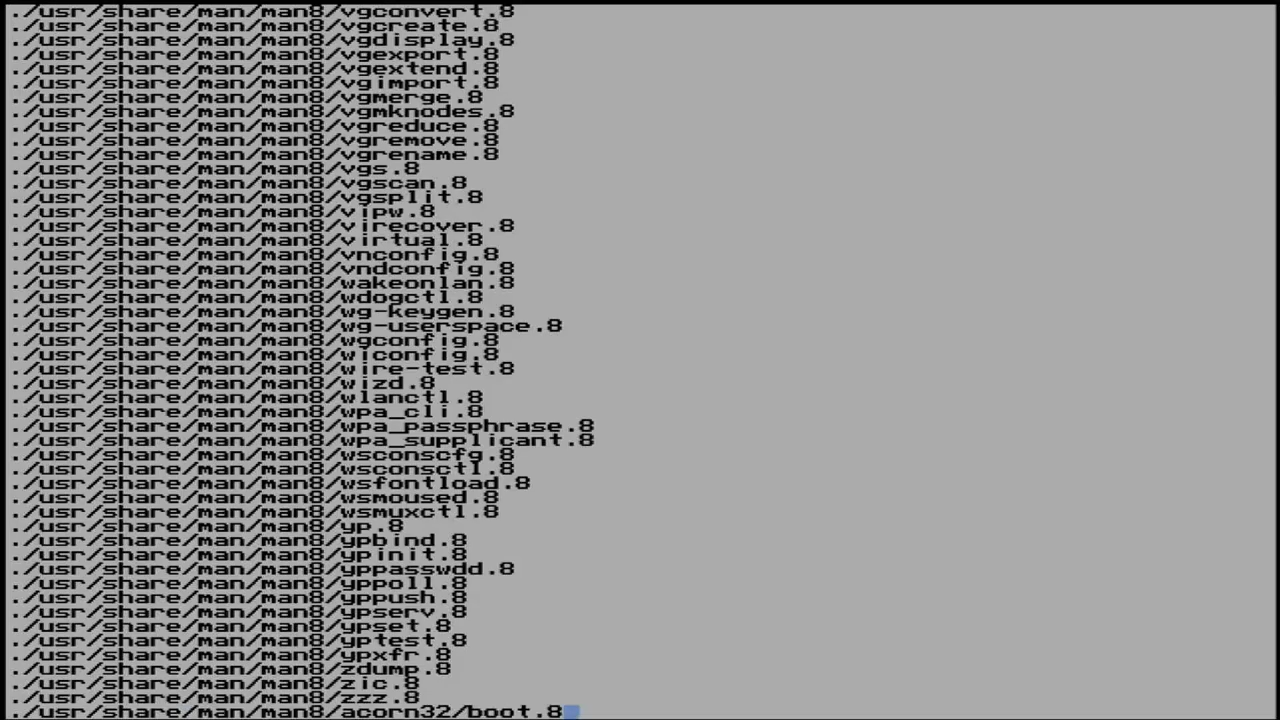 ./usr/share/man/man8/vgconvert.8
./usr/share/man/man8/vgcreate.8
./usr/share/man/man8/vgdisplay.8
./usr/share/man/man8/vgexport.8
./usr/share/man/man8/vgextend.8
./usr/share/man/man8/vgimport.8
./usr/share/man/man8/vgmerge.8
./usr/share/man/man8/vgmknodes.8
./usr/share/man/man8/vgreduce.8
./usr/share/man/man8/vgremove.8
./usr/share/man/man8/vgrename.8
./usr/share/man/man8/vgs.8
./usr/share/man/man8/vgscan.8
./usr/share/man/man8/vgsplit.8
./usr/share/man/man8/vipw.8
./usr/share/man/man8/virecover.8
./usr/share/man/man8/virtual.8
./usr/share/man/man8/vnconfig.8
./usr/share/man/man8/vndconfig.8
./usr/share/man/man8/wakeonlan.8
./usr/share/man/man8/wdogctl.8
./usr/share/man/man8/wg-keygen.8
./usr/share/man/man8/wg-userspace.8
./usr/share/man/man8/wgconfig.8
./usr/share/man/man8/wiconfig.8
./usr/share/man/man8/wire-test.8
./usr/share/man/man8/wizd.8
./usr/share/man/man8/wlanctl.8
./usr/share/man/man8/wpa_cli.8
./usr/share/man/man8/wpa_passphrase.8
./usr/share/man/man8/wpa_supplicant.8
./usr/share/man/man8/wsconscfg.8
./usr/share/man/man8/wsconsctl.8
./usr/share/man/man8/wsfontload.8
./usr/share/man/man8/wsmoused.8
./usr/share/man/man8/wsmuxctl.8
./usr/share/man/man8/yp.8
./usr/share/man/man8/ypbind.8
./usr/share/man/man8/ypinit.8
./usr/share/man/man8/yppasswdd.8
./usr/share/man/man8/yppoll.8
./usr/share/man/man8/yppush.8
./usr/share/man/man8/ypserv.8
./usr/share/man/man8/ypset.8
./usr/share/man/man8/yptest.8
./usr/share/man/man8/ypxfr.8
./usr/share/man/man8/zdump.8
./usr/share/man/man8/zic.8
./usr/share/man/man8/zzz.8
./usr/share/man/man8/acorn32/boot.8